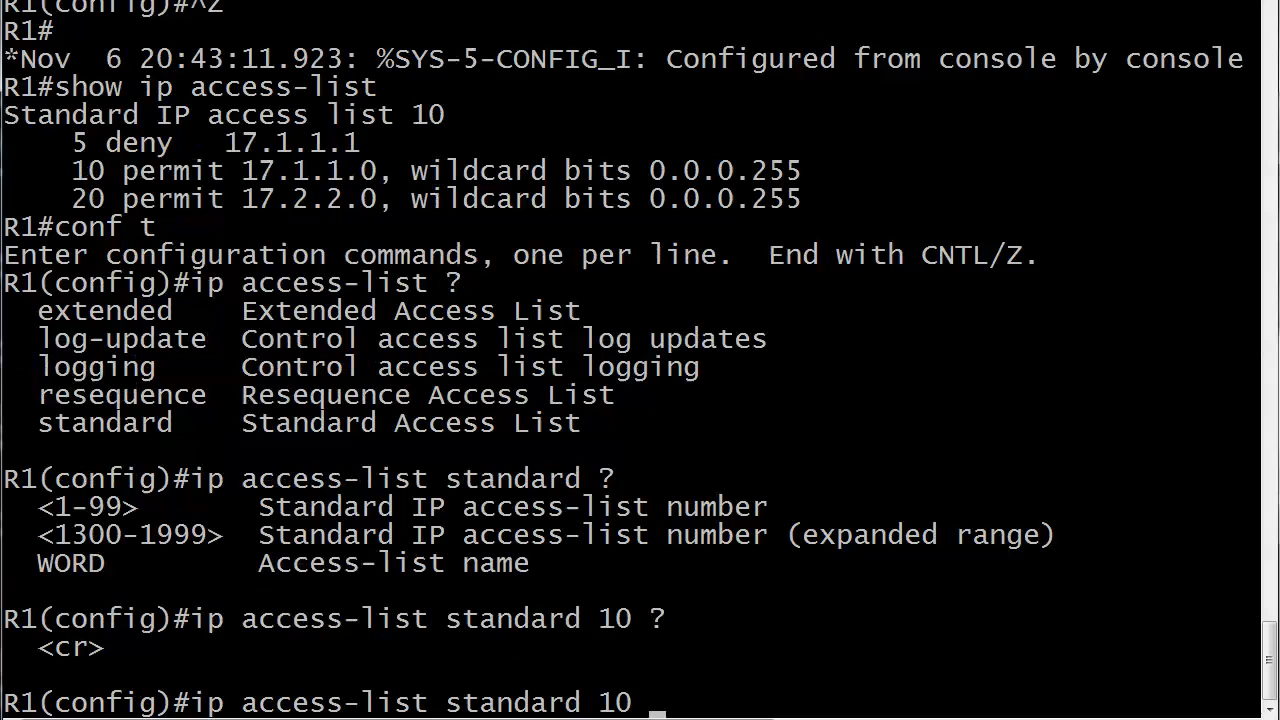 R1(config)#^Z
R1#
*Nov  6 20:43:11.923: %SYS-5-CONFIG_I: Configured from console by console
R1#show ip access-list
Standard IP access list 10
    5 deny   17.1.1.1
    10 permit 17.1.1.0, wildcard bits 0.0.0.255
    20 permit 17.2.2.0, wildcard bits 0.0.0.255
R1#conf t
Enter configuration commands, one per line.  End with CNTL/Z.
R1(config)#ip access-list ?
  extended    Extended Access List
  log-update  Control access list log updates
  logging     Control access list logging
  resequence  Resequence Access List
  standard    Standard Access List
R1(config)#ip access-list standard ?
  <1-99>       Standard IP access-list number
  <1300-1999>  Standard IP access-list number (expanded range)
  WORD         Access-list name
R1(config)#ip access-list standard 10 ?
  <cr>
R1(config)#ip access-list standard 10